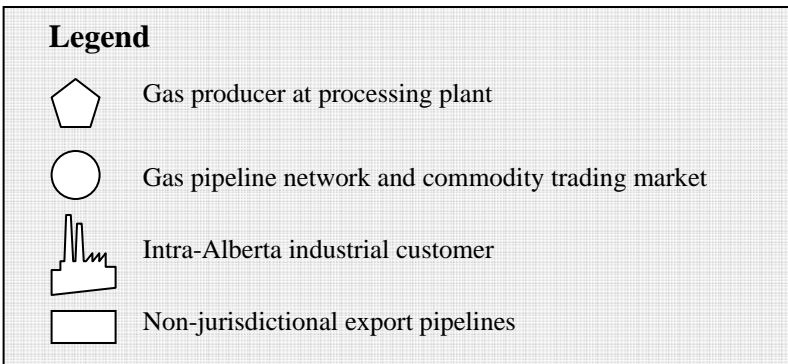 Legend
Gas producer at processing plant
Gas pipeline network and commodity trading market
Intra-Alberta industrial customer
Non-jurisdictional export pipelines